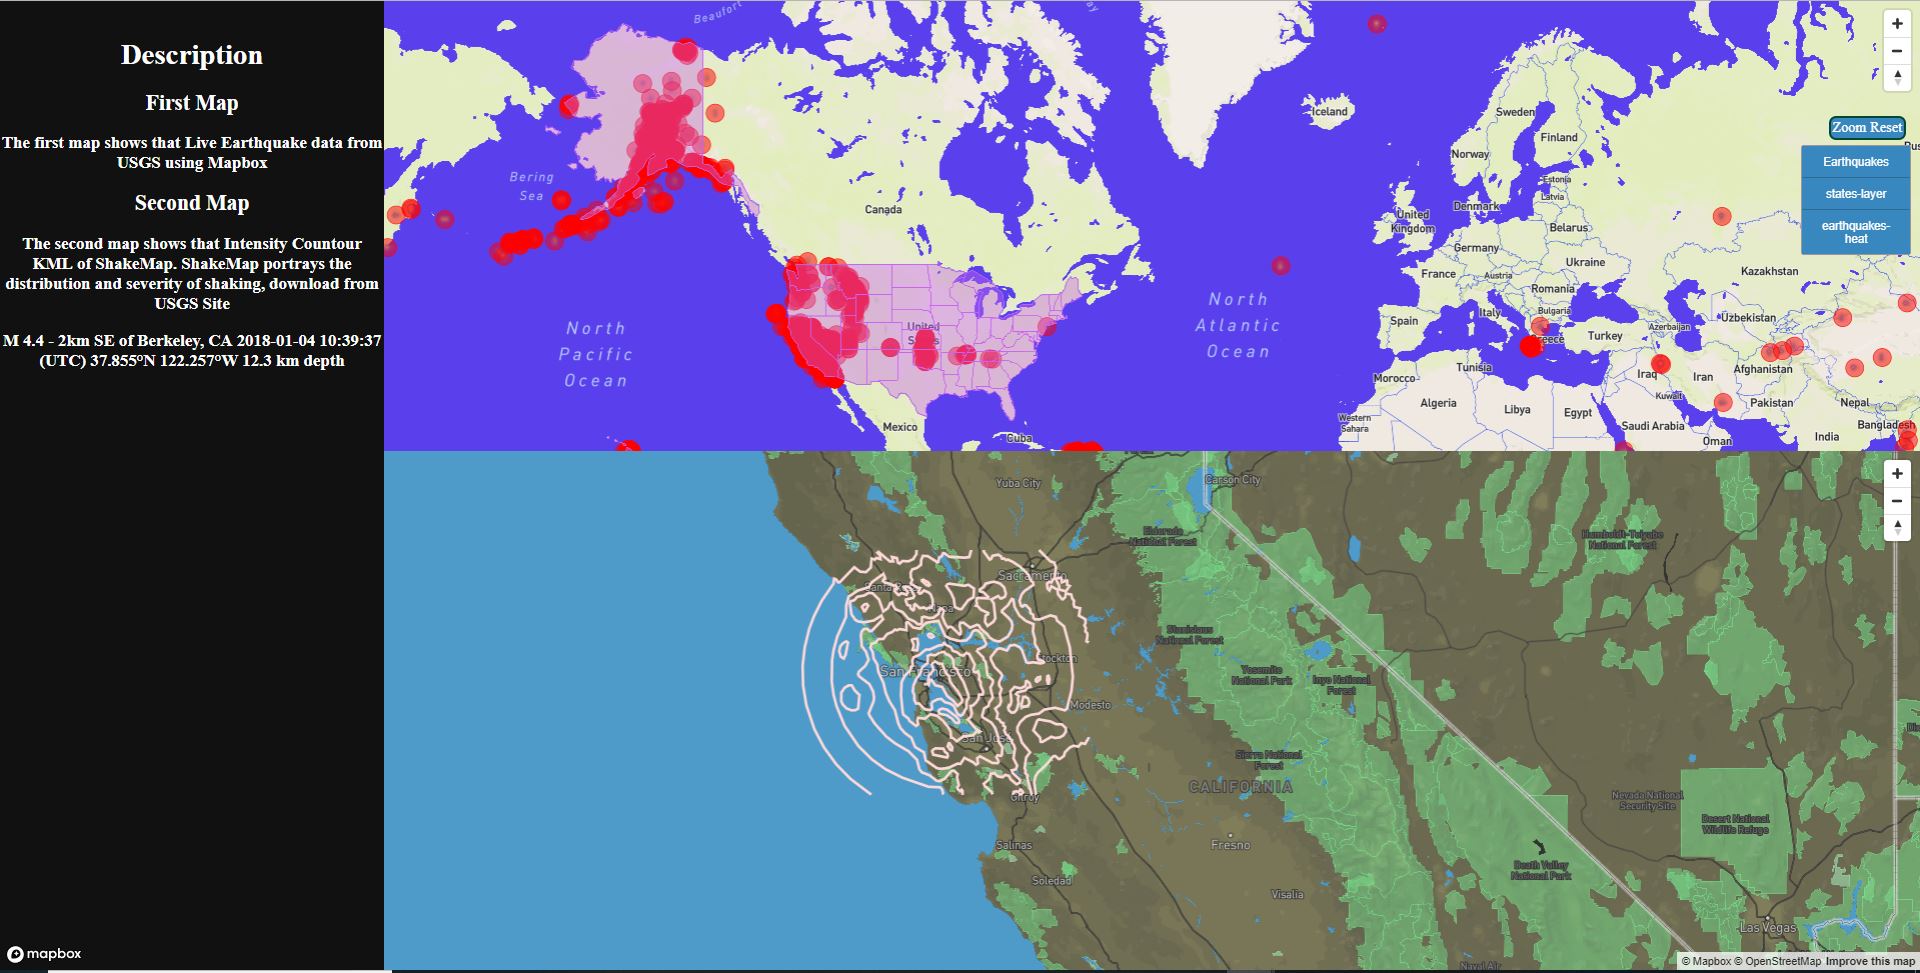 Description
First Map
The first map shows that Live Earthquake data from
USGS using Mapbox
Second Map
The second map shows that Intensity Countour
KML of ShakeMap. ShakeMap portrays the
distribution and severity of shaking, download from
USGS Site
M 4.4 - 2km SE of Berkeley, CA 2018-01-04 10:39:37
(UTC) 37.855°N 122.257°W 12.3 km depth
mapbox
Beaufort
Bering
Sea
Canada
North
Pacific
Ocean
United
Mexico
Cuba
North
Atlantic
Ocean
Iceland
Sweden
Finland
Norway
Estonia
Latvia
Denmark
United
Kingdom
Belarus
Germany
Ukraine
France
Austria
Romania
Kazakhstan
Italy
Bulgaria
Spain
Turkey
Azerbaijan
Uzbekistan
Tunisia
Morocco
Iraq
Iran
Afghanistan
Kuwait
Algeria
Libya
Egypt
Pakistan
Nepal
Western
Sahara
Saudi Arabia
Bangladesh
Oman
India
Zoom Reset
Earthquakes
states-layer
earthquakes-
heat
Yuba City
Carson City
Eldorado
National Forest
Humboldt-Toiyabe
National Forest
Sacramento
Santa
Napa
Stanislaus
National Forest
Stockton
San Francisco
Yosemite
National Park
Inyo National
Forest
Modesto
San Jose
Sierra National
Forest
CALIFORNIA
Gilroy
Nevada National
Security Site
Desert National
Wildlife Refuge
Salinas
Fresno
Death Valley
National Park
Soledad
Visalia
Las Vegas
Naval Air
© Mapbox © OpenStreetMap Improve this map